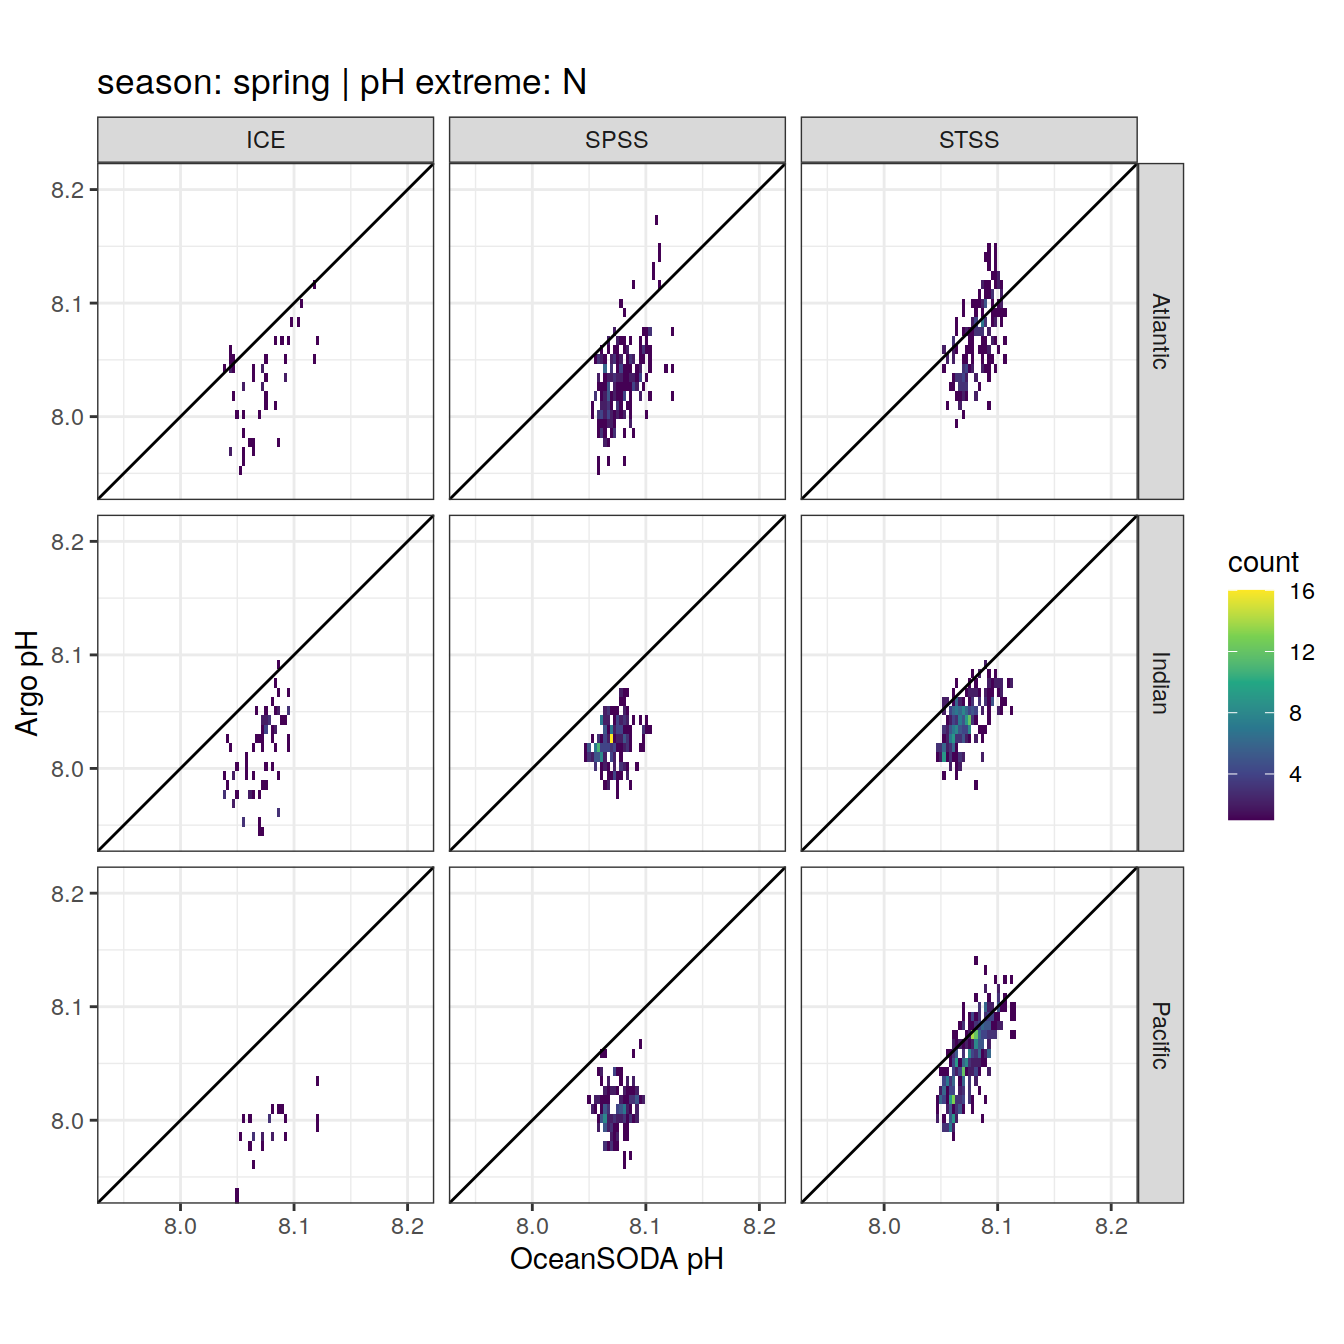 season: spring | pH extreme: N
ICE SPSS STSS
8.2
8.1
8.0
Atlantic
8.2
8.1
8.0
Indian
8.2
8.1
8.0
Pacific
Argo pH
8.0 8.1 8.2 8.0 8.1 8.2 8.0 8.1 8.2
OceanSODA pH
count
16
12
8
4